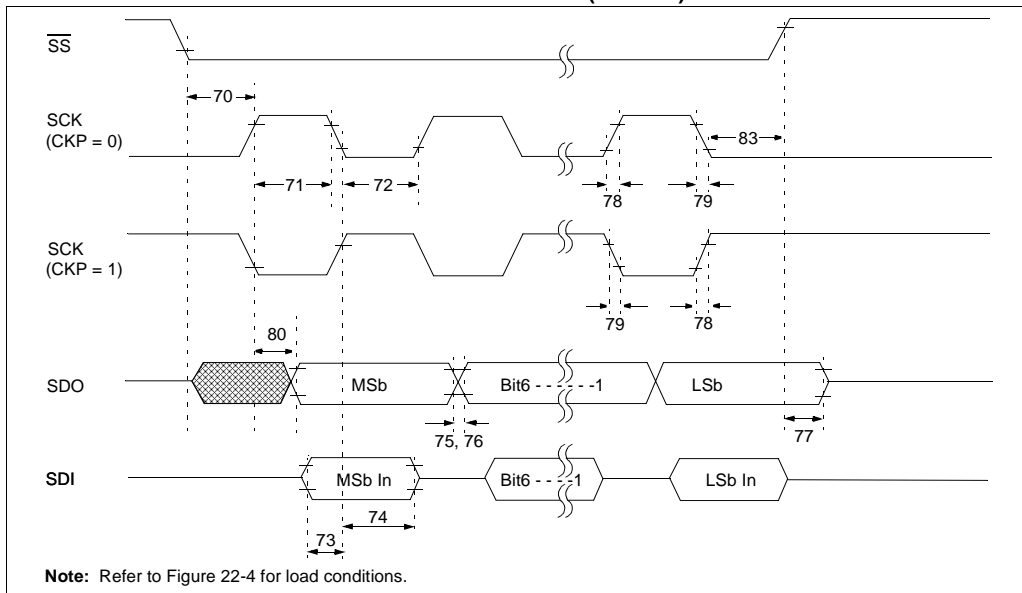 SS
70
SCK
(CKP = 0)
71
72
78
79
83
SCK
(CKP = 1)
79
78
80
SDO
MSb
Bit6 - - - - - -1
LSb
75, 76
77
SDI
MSb In
Bit6 - - - -1
LSb In
74
73
Note: Refer to Figure 22-4 for load conditions.